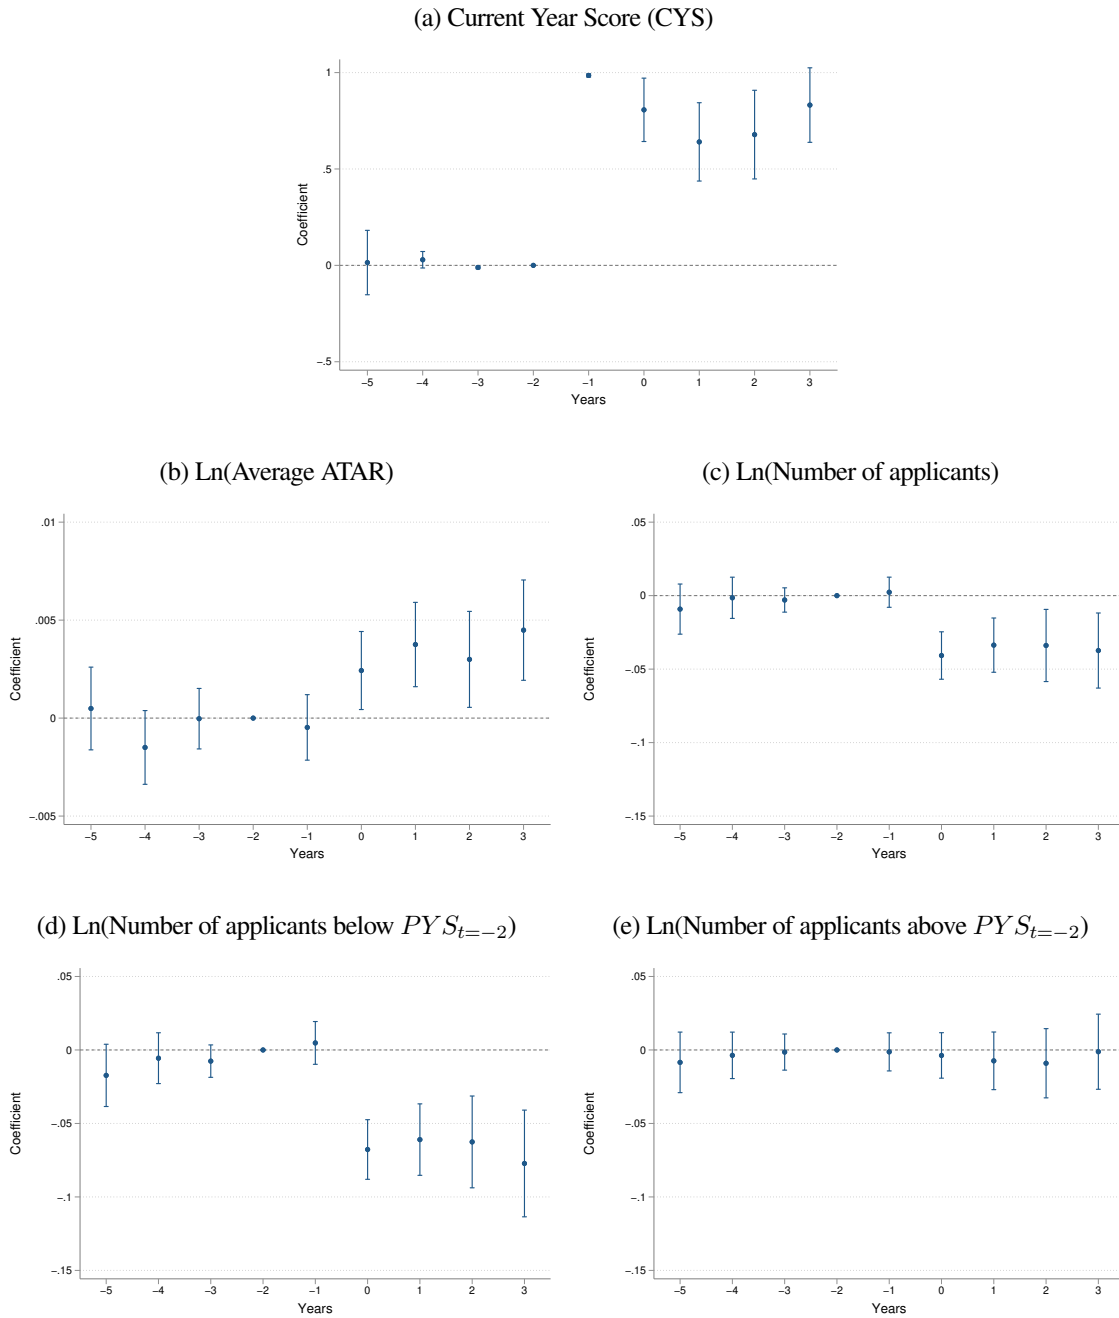 (a) Current Year Score (CYS)
1
.5
0
−.5
Coefficient
−5 −4 −3 −2 −1 0 1 2 3
Years
(b) Ln(Average ATAR)
.01
.005
0
−.005
Coefficient
−5 −4 −3 −2 −1 0 1 2 3
Years
(c) Ln(Number of applicants)
.05
0
−.05
−.1
−.15
Coefficient
−5 −4 −3 −2 −1 0 1 2 3
Years
(d) Ln(Number of applicants below PYS_{t=−2})
.05
0
−.05
−.1
−.15
Coefficient
−5 −4 −3 −2 −1 0 1 2 3
Years
(e) Ln(Number of applicants above PYS_{t=−2})
.05
0
−.05
−.1
−.15
Coefficient
−5 −4 −3 −2 −1 0 1 2 3
Years